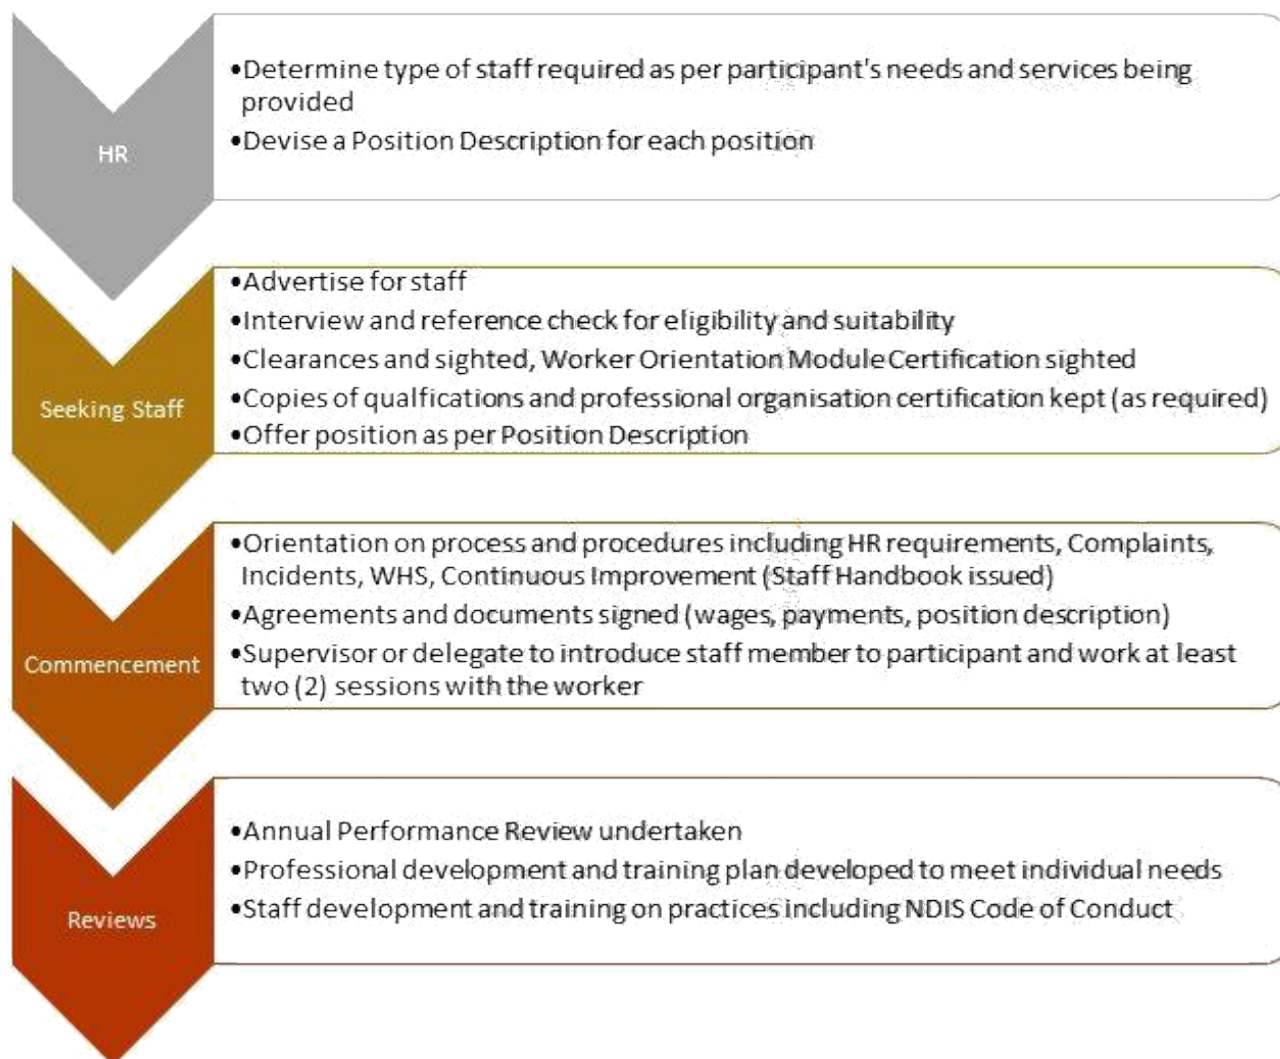 HR
•Determine type of staff required as per participant's needs and services being
provided
•Devise a Position Description for each position
Seeking Staff
•Advertise for staff
•Interview and reference check for eligibility and suitability
•Clearances and sighted, Worker Orientation Module Certification sighted
•Copies of qualfications and professional organisation certification kept (as required)
•Offer position as per Position Description
Commencement
•Orientation on process and procedures including HR requirements, Complaints,
Incidents, WHS, Continuous Improvement (Staff Handbook issued)
•Agreements and documents signed (wages, payments, position description)
•Supervisor or delegate to introduce staff member to participant and work at least
two (2) sessions with the worker
Reviews
•Annual Performance Review undertaken
•Professional development and training plan developed to meet individual needs
•Staff development and training on practices including NDIS Code of Conduct